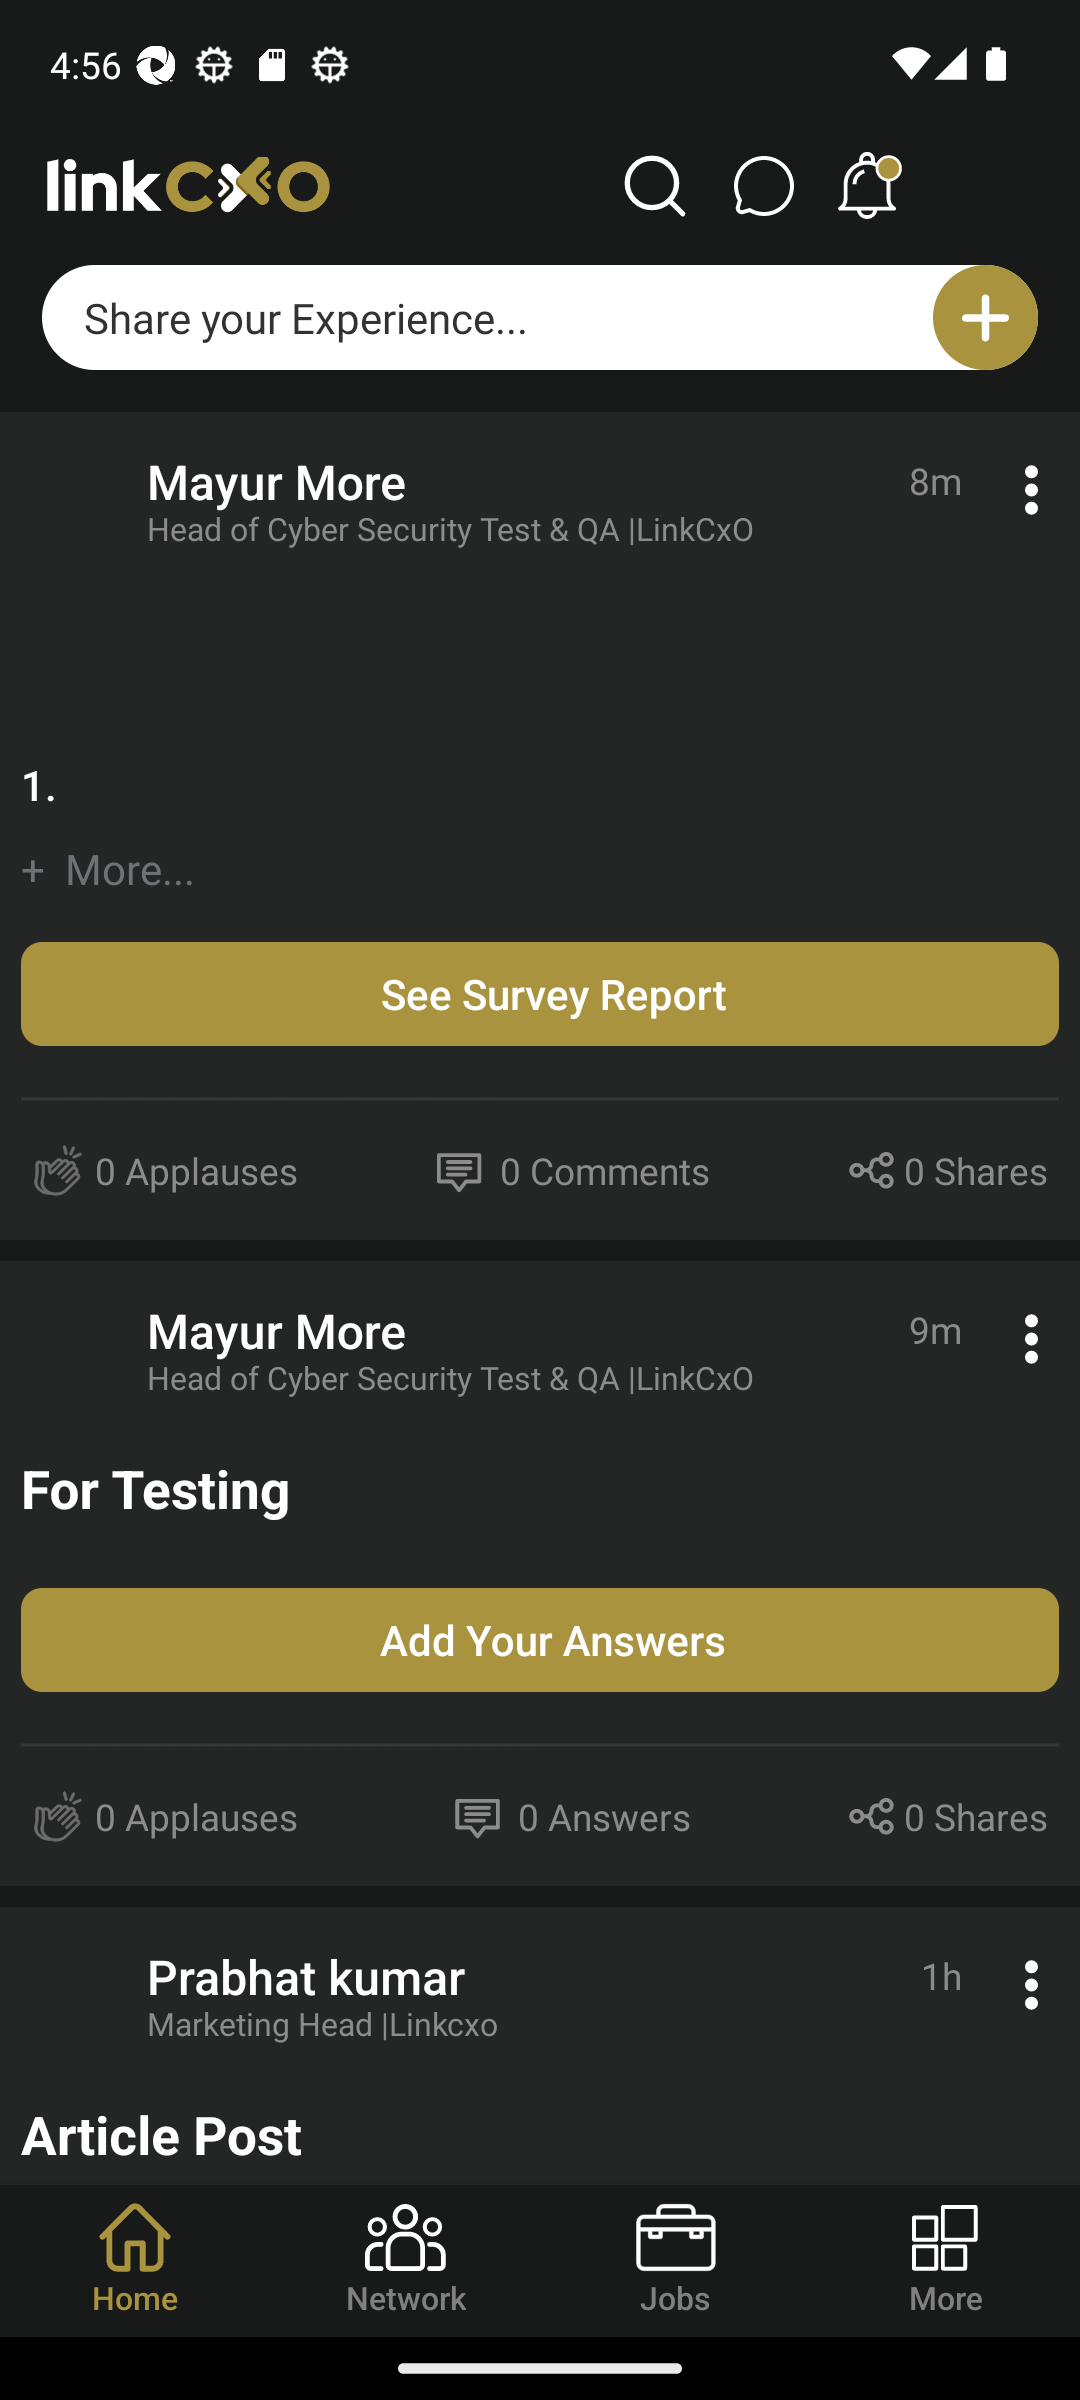 4:56
linkCXO
Share your Experience...
Mayur More
8m
Head of Cyber Security Test & QA |LinkCxO
1.
+ More...
See Survey Report
0 Applauses
0 Comments
0 Shares
Mayur More
9m
Head of Cyber Security Test & QA |LinkCxO
For Testing
Add Your Answers
0 Applauses
0 Answers
0 Shares
Prabhat kumar
1h
Marketing Head |Linkcxo
Article Post
Home
Network
Jobs
More